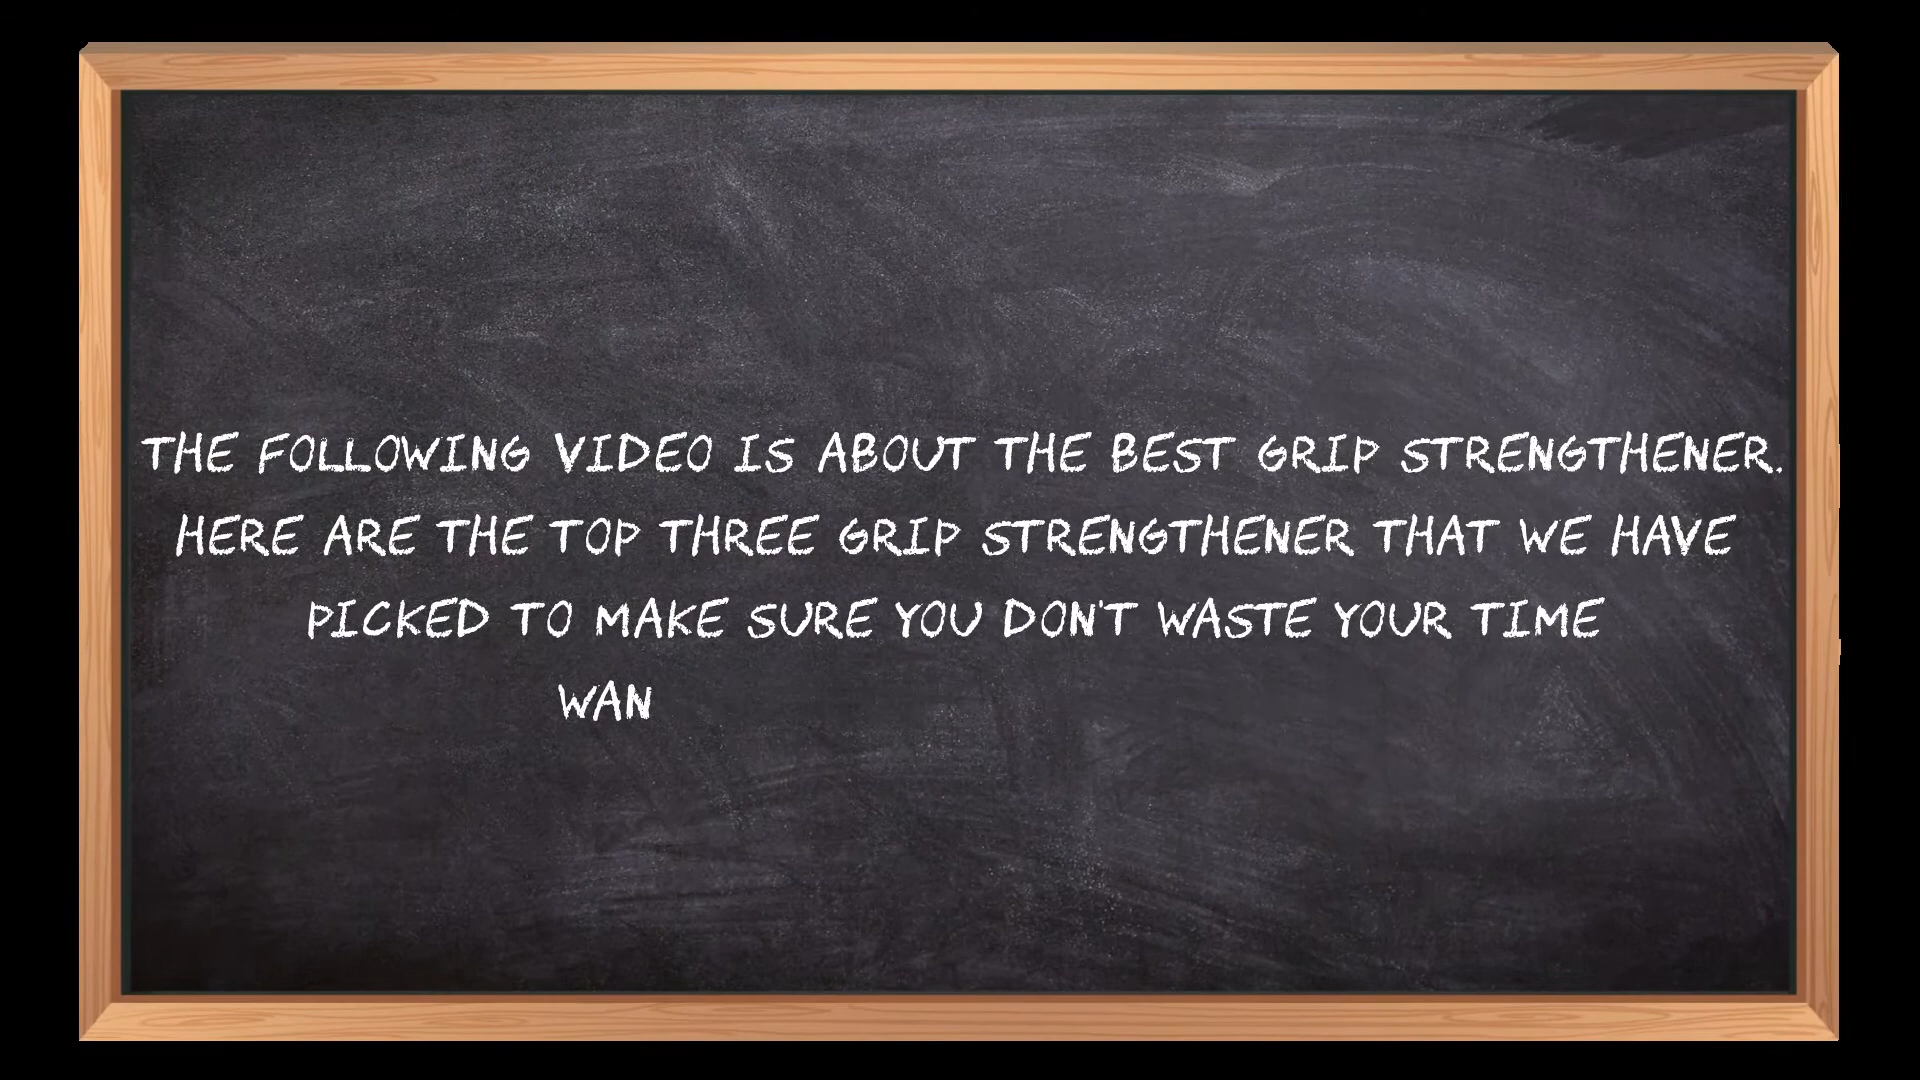 THE FOLLOWING VIDEO IS ABOUT THE BEST GRIP STRENGTHENER.
HERE ARE THE TOP THREE GRIP STRENGTHENER THAT WE HAVE
PICKED TO MAKE SURE YOU DON'T WASTE YOUR TIME
WAN